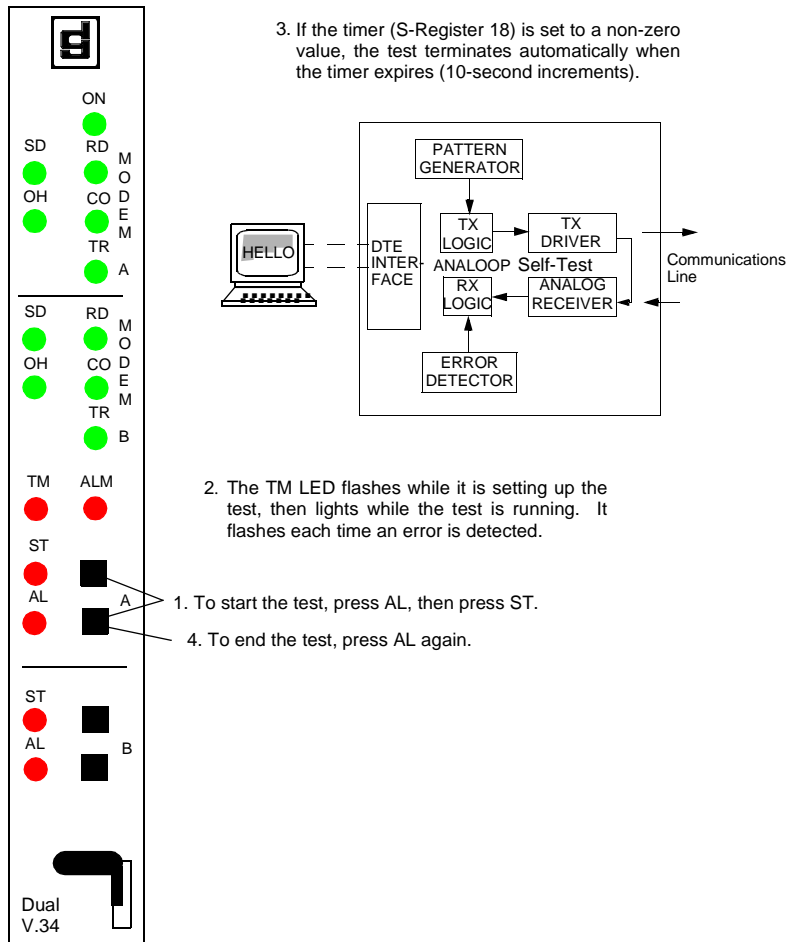 3. If the timer (S-Register 18) is set to a non-zero
value, the test terminates automatically when
the timer expires (10-second increments).
ON
SD RD
OH CO
TR
MODEM
A
SD RD
OH CO
TR
MODEM
B
HELLO
DTE
INTER-
FACE
PATTERN
GENERATOR
TX
LOGIC
TX
DRIVER
ANALOOP Self-Test
RX
LOGIC
ANALOG
RECEIVER
ERROR
DETECTOR
Communications
Line
TM ALM
2. The TM LED flashes while it is setting up the
test, then lights while the test is running. It
flashes each time an error is detected.
ST
AL
A
1. To start the test, press AL, then press ST.
4. To end the test, press AL again.
ST
AL
B
Dual
V.34